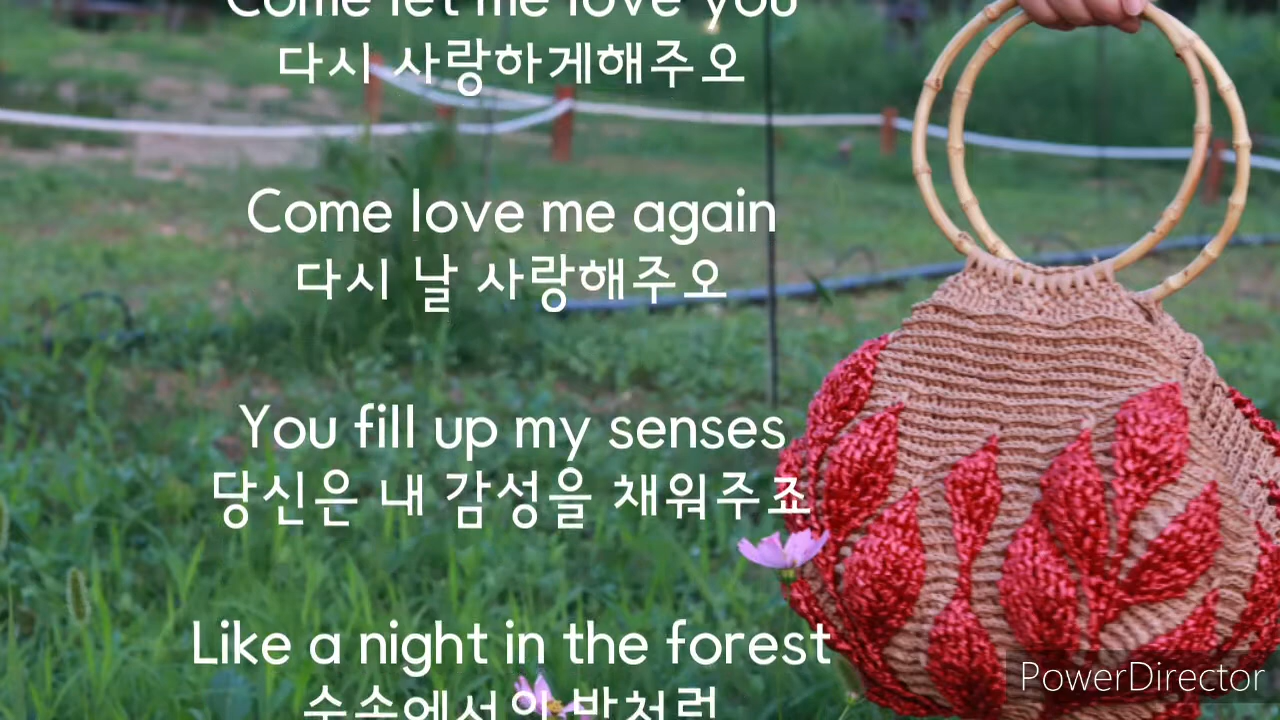 Come let me love you
다시 사랑하게해주오
Come love me again
다시 날 사랑해주오
You fill up my senses
당신은 내 감성을 채워주죠
Like a night in the forest
숲속에서의 밤처럼
PowerDirector